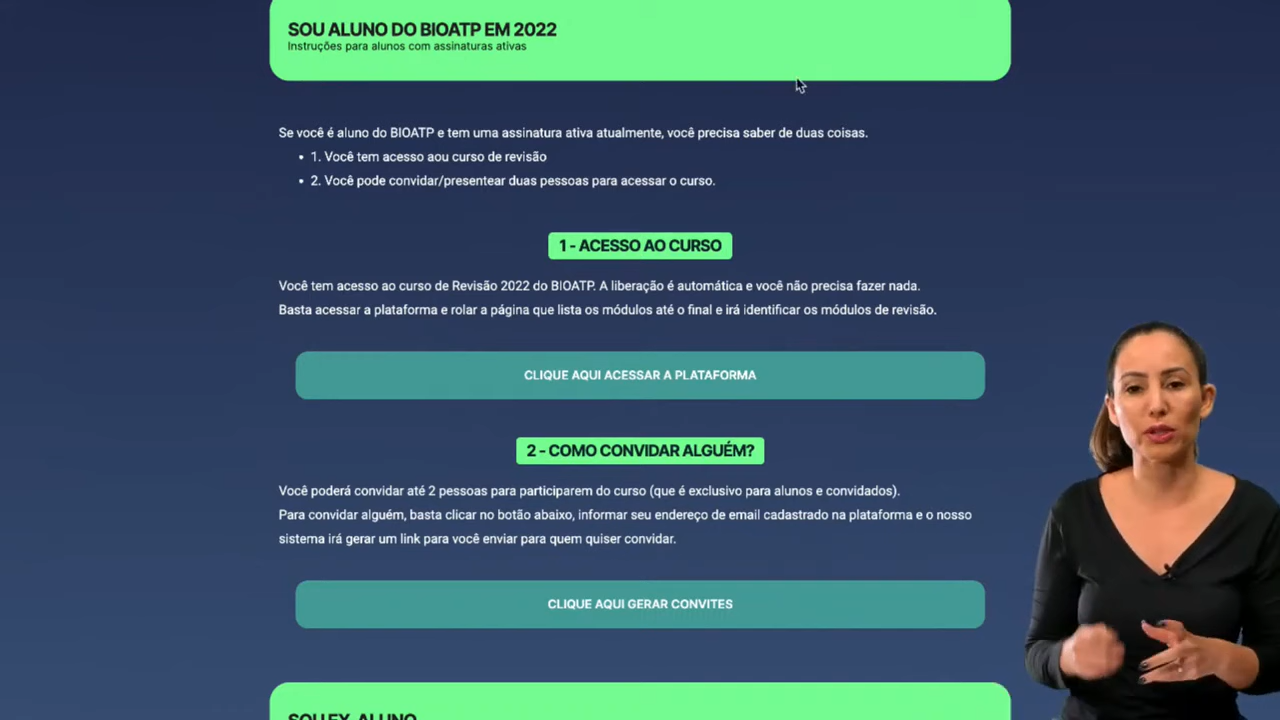 SOU ALUNO DO BIOATP EM 2022
Instruções para alunos com assinaturas ativas
Se você é aluno do BIOATP e tem uma assinatura ativa atualmente, você precisa saber de duas coisas.
• 1. Você tem acesso aou curso de revisão
• 2. Você pode convidar/presentear duas pessoas para acessar o curso.
1 - ACESSO AO CURSO
Você tem acesso ao curso de Revisão 2022 do BIOATP. A liberação é automática e você não precisa fazer nada.
Basta acessar a plataforma e rolar a página que lista os módulos até o final e irá identificar os módulos de revisão.
CLIQUE AQUI ACESSAR A PLATAFORMA
2 - COMO CONVIDAR ALGUÉM?
Você poderá convidar até 2 pessoas para participarem do curso (que é exclusivo para alunos e convidados).
Para convidar alguém, basta clicar no botão abaixo, informar seu endereço de email cadastrado na plataforma e o nosso
sistema irá gerar um link para você enviar para quem quiser convidar.
CLIQUE AQUI GERAR CONVITES
SOU EX-ALUNO